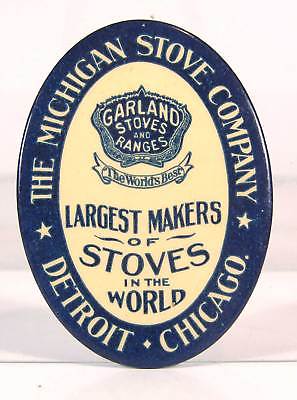 THE MICHIGAN STOVE COMPANY
GARLAND
STOVES
AND
RANGES
The World's Best
LARGEST MAKERS
OF
STOVES
IN THE
WORLD
DETROIT · CHICAGO.